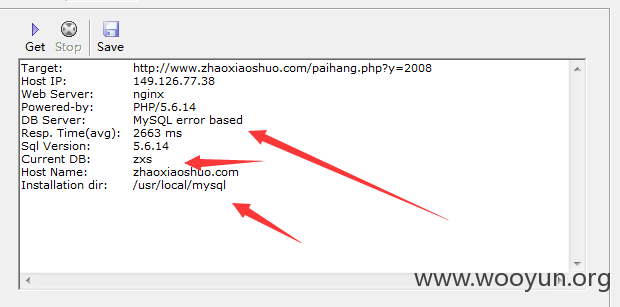 Get Stop Save
Target: http://www.zhaoxiaoshuo.com/paihang.php?y=2008
Host IP: 149.126.77.38
Web Server: nginx
Powered-by: PHP/5.6.14
DB Server: MySQL error based
Resp. Time(avg): 2663 ms
Sql Version: 5.6.14
Current DB: zxs
Host Name: zhaoxiaoshuo.com
Installation dir: /usr/local/mysql
www.wooyun.org